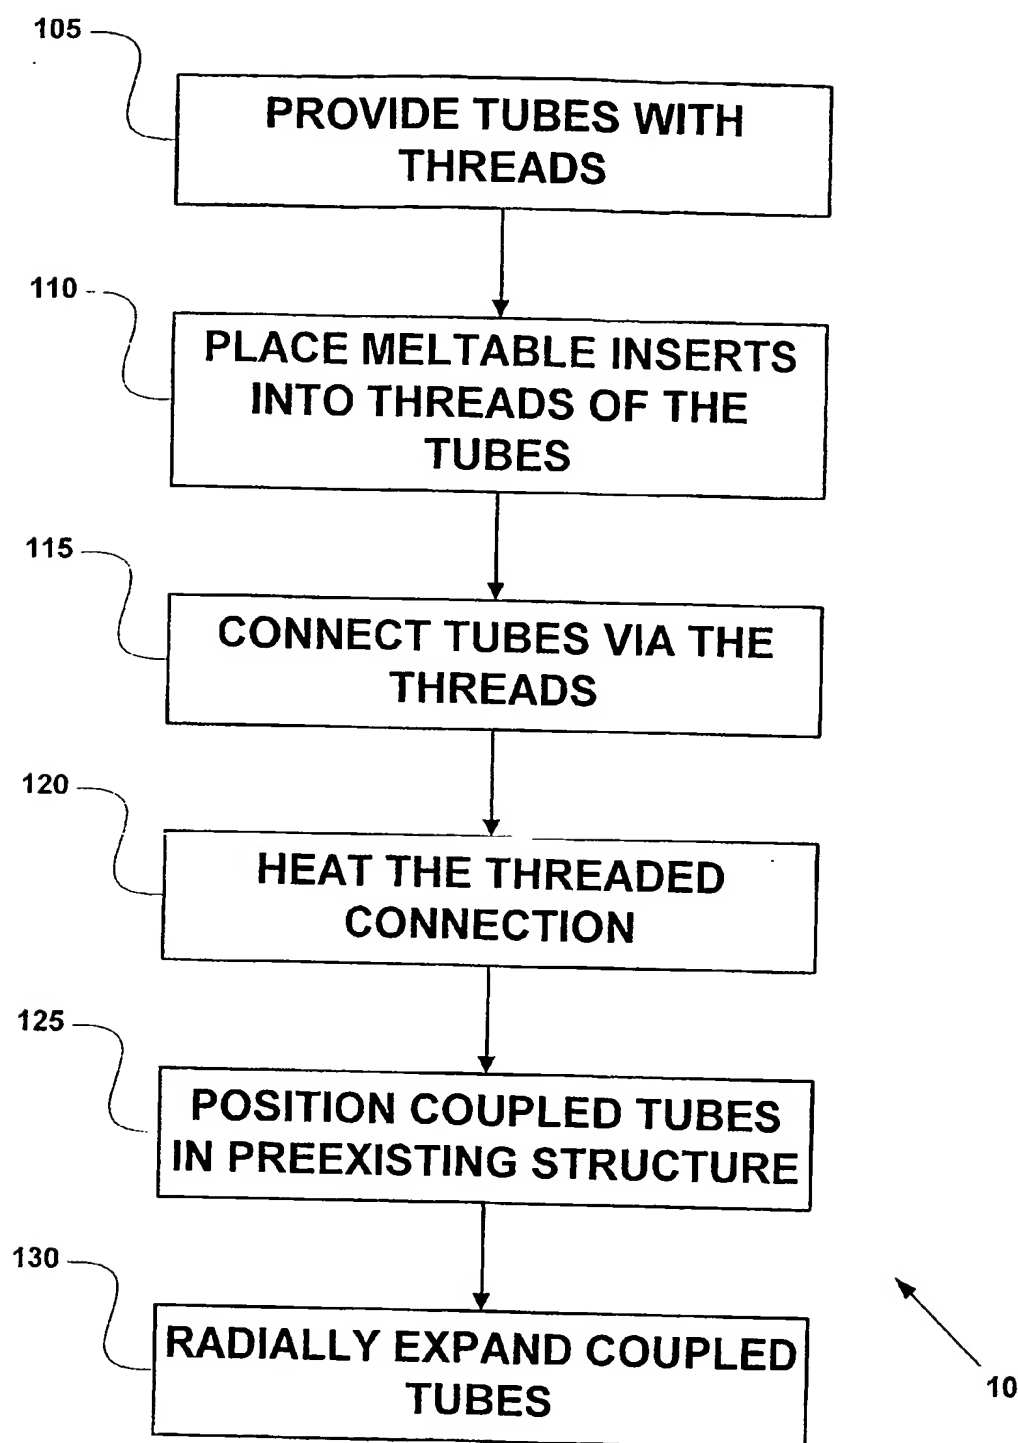 105
PROVIDE TUBES WITH
THREADS
110
PLACE MELTABLE INSERTS
INTO THREADS OF THE
TUBES
115
CONNECT TUBES VIA THE
THREADS
120
HEAT THE THREADED
CONNECTION
125
POSITION COUPLED TUBES
IN PREEXISTING STRUCTURE
130
RADIALLY EXPAND COUPLED
TUBES
10